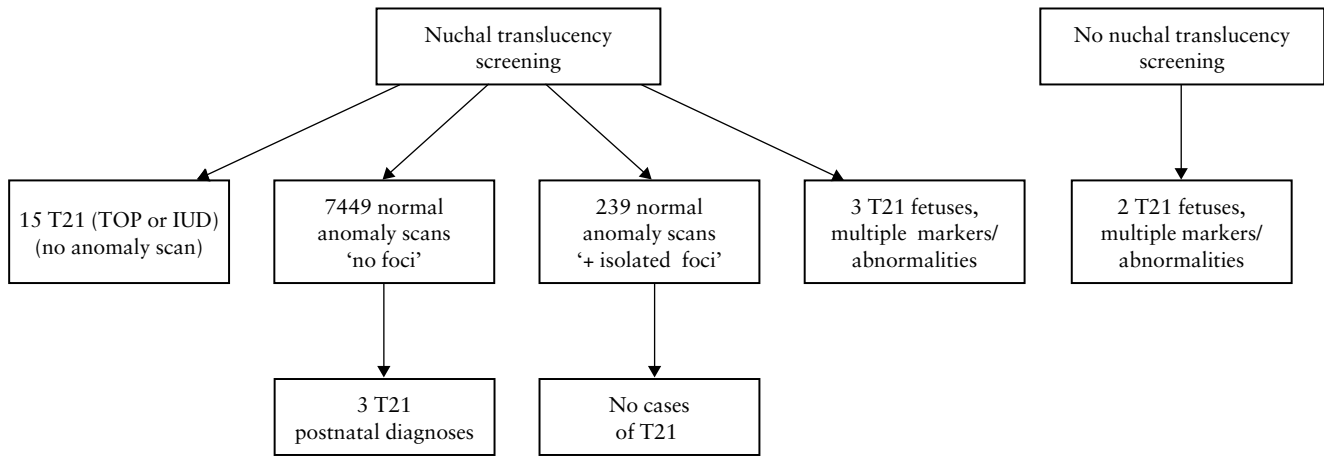 Nuchal translucency
screening
No nuchal translucency
screening
15 T21 (TOP or IUD)
(no anomaly scan)
7449 normal
anomaly scans
‘no foci’
239 normal
anomaly scans
‘+ isolated foci’
3 T21 fetuses,
multiple markers/
abnormalities
2 T21 fetuses,
multiple markers/
abnormalities
3 T21
postnatal diagnoses
No cases
of T21